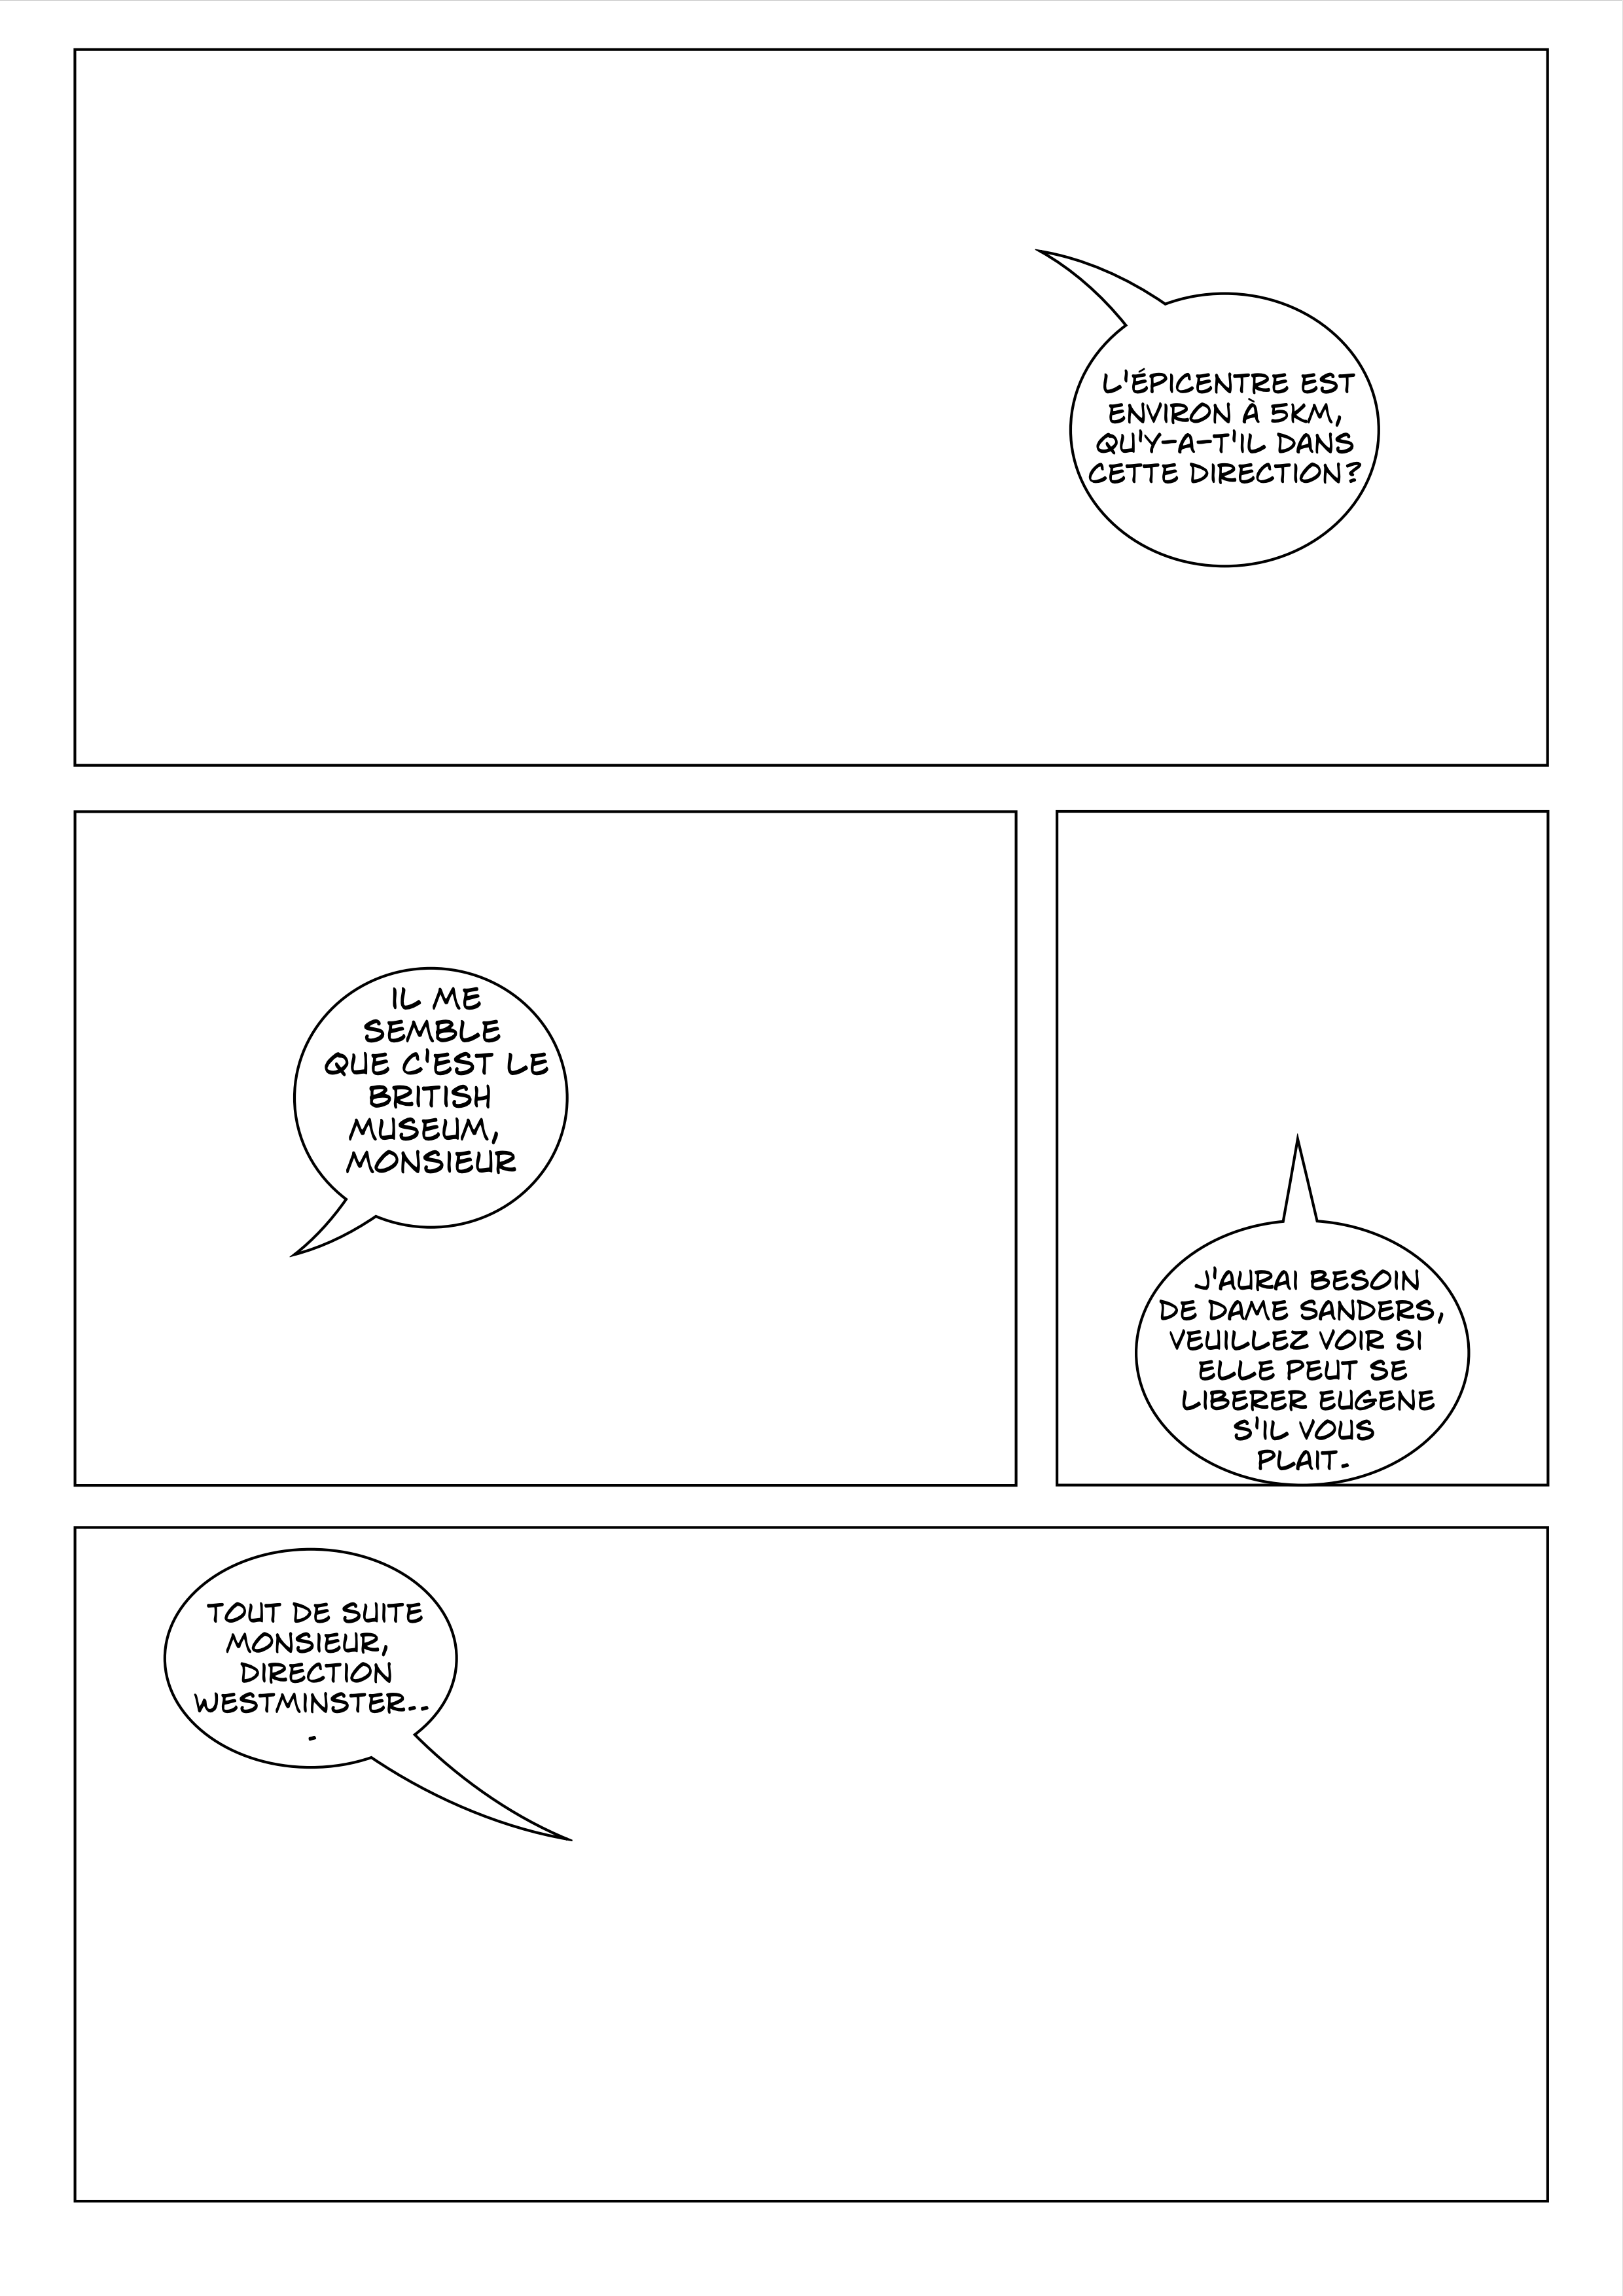 L'ÉPICENTRE EST
ENVIRON À 5KM,
QU'Y-A-T'IL DANS
CETTE DIRECTION?
IL ME
SEMBLE
QUE C'EST LE
BRITISH
MUSEUM,
MONSIEUR
J'AURAI BESOIN
DE DAME SANDERS,
VEUILLEZ VOIR SI
ELLE PEUT SE
LIBERER EUGENE
S'IL VOUS
PLAIT.
TOUT DE SUITE
MONSIEUR,
DIRECTION
WESTMINSTER..
.